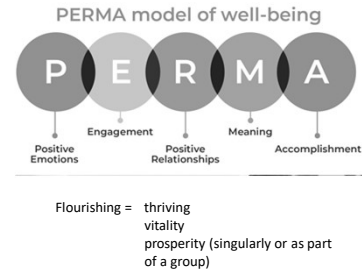 PERMA model of well-being
P E R M A
Positive
Emotions
Engagement
Positive
Relationships
Meaning
Accomplishment
Flourishing = thriving
vitality
prosperity (singularly or as part
of a group)